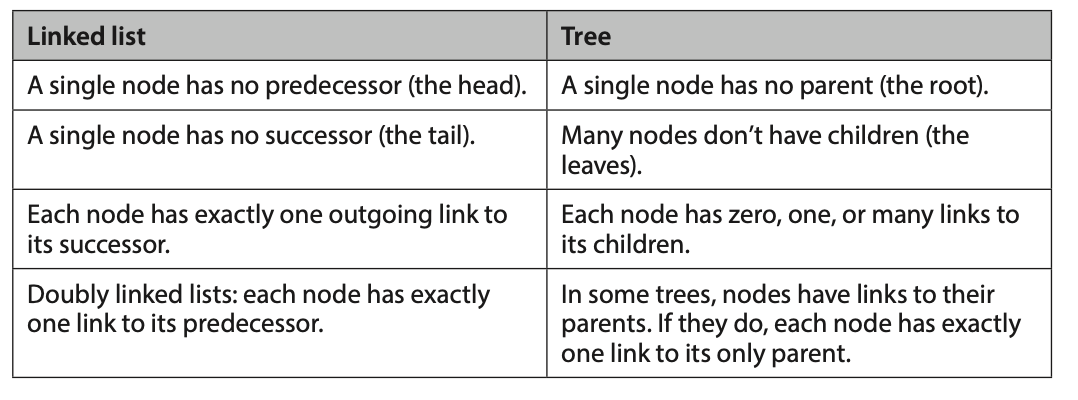 Linked list
Tree
A single node has no predecessor (the head).
A single node has no parent (the root).
A single node has no successor (the tail).
Many nodes don’t have children (the
leaves).
Each node has exactly one outgoing link to
its successor.
Each node has zero, one, or many links to
its children.
Doubly linked lists: each node has exactly
one link to its predecessor.
In some trees, nodes have links to their
parents. If they do, each node has exactly
one link to its only parent.